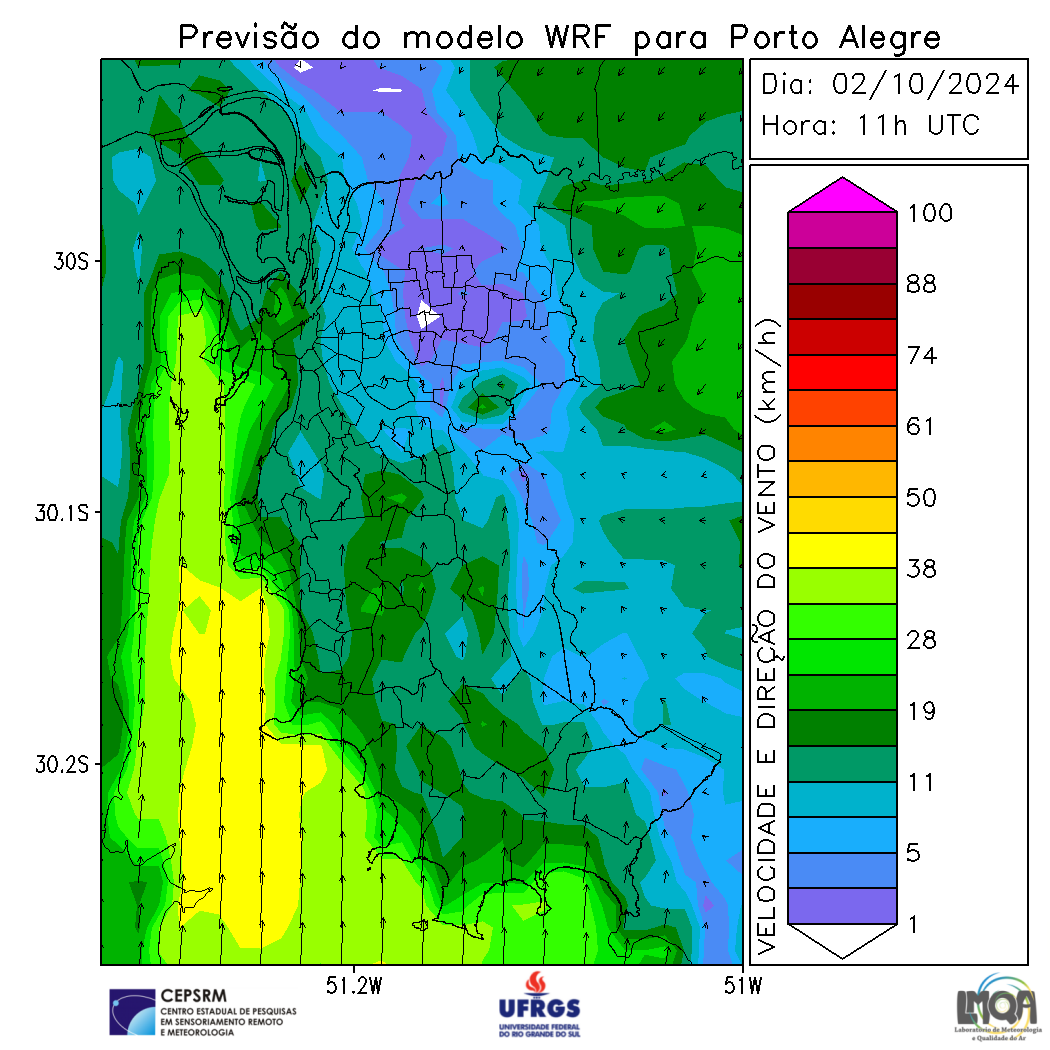 Previsão do modelo WRF para Porto Alegre
Dia: 02/10/2024
Hora: 11h UTC
30S
30.1S
30.2S
51.2W
51W
VELOCIDADE E DIREÇÃO DO VENTO (km/h)
100
88
74
61
50
38
28
19
11
5
1
CEPSRM
CENTRO ESTADUAL DE PESQUISAS
EM SENSORIAMENTO REMOTO
E METEOROLOGIA
UFRGS
UNIVERSIDADE FEDERAL
DO RIO GRANDE DO SUL
LMQA
Laboratório de Meteorologia
e Qualidade do Ar